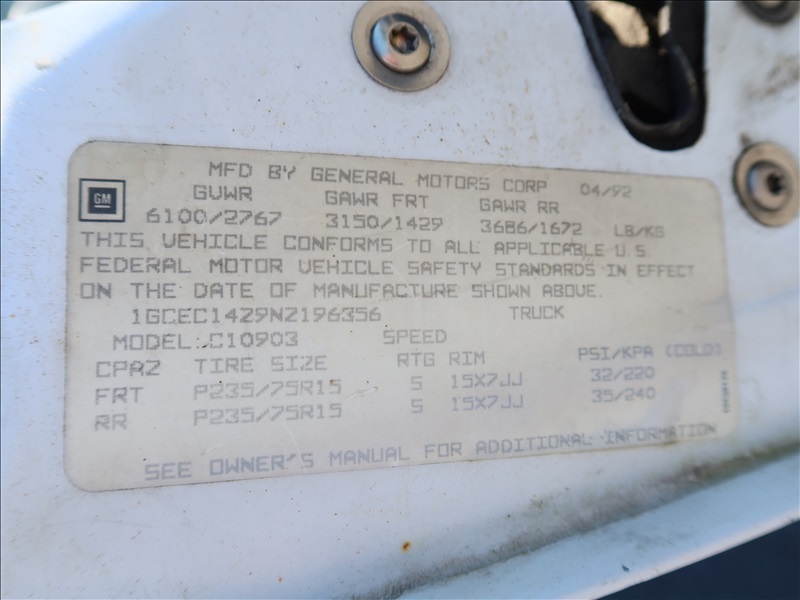 MFD BY GENERAL MOTORS CORP 04/92
GM
GVWR GAWR FRT GAWR RR
6100/2767 3150/1429 3686/1672 LB/KG
THIS VEHICLE CONFORMS TO ALL APPLICABLE U.S.
FEDERAL MOTOR VEHICLE SAFETY STANDARDS IN EFFECT
ON THE DATE OF MANUFACTURE SHOWN ABOVE.
1GCEC1429NZ196356 TRUCK
MODEL:C10903 SPEED
CPAZ TIRE SIZE RTG RIM PSI/KPA (COLD)
FRT P235/75R15 S 15X7JJ 32/220
RR P235/75R15 S 15X7JJ 35/240
SEE OWNER'S MANUAL FOR ADDITIONAL INFORMATION